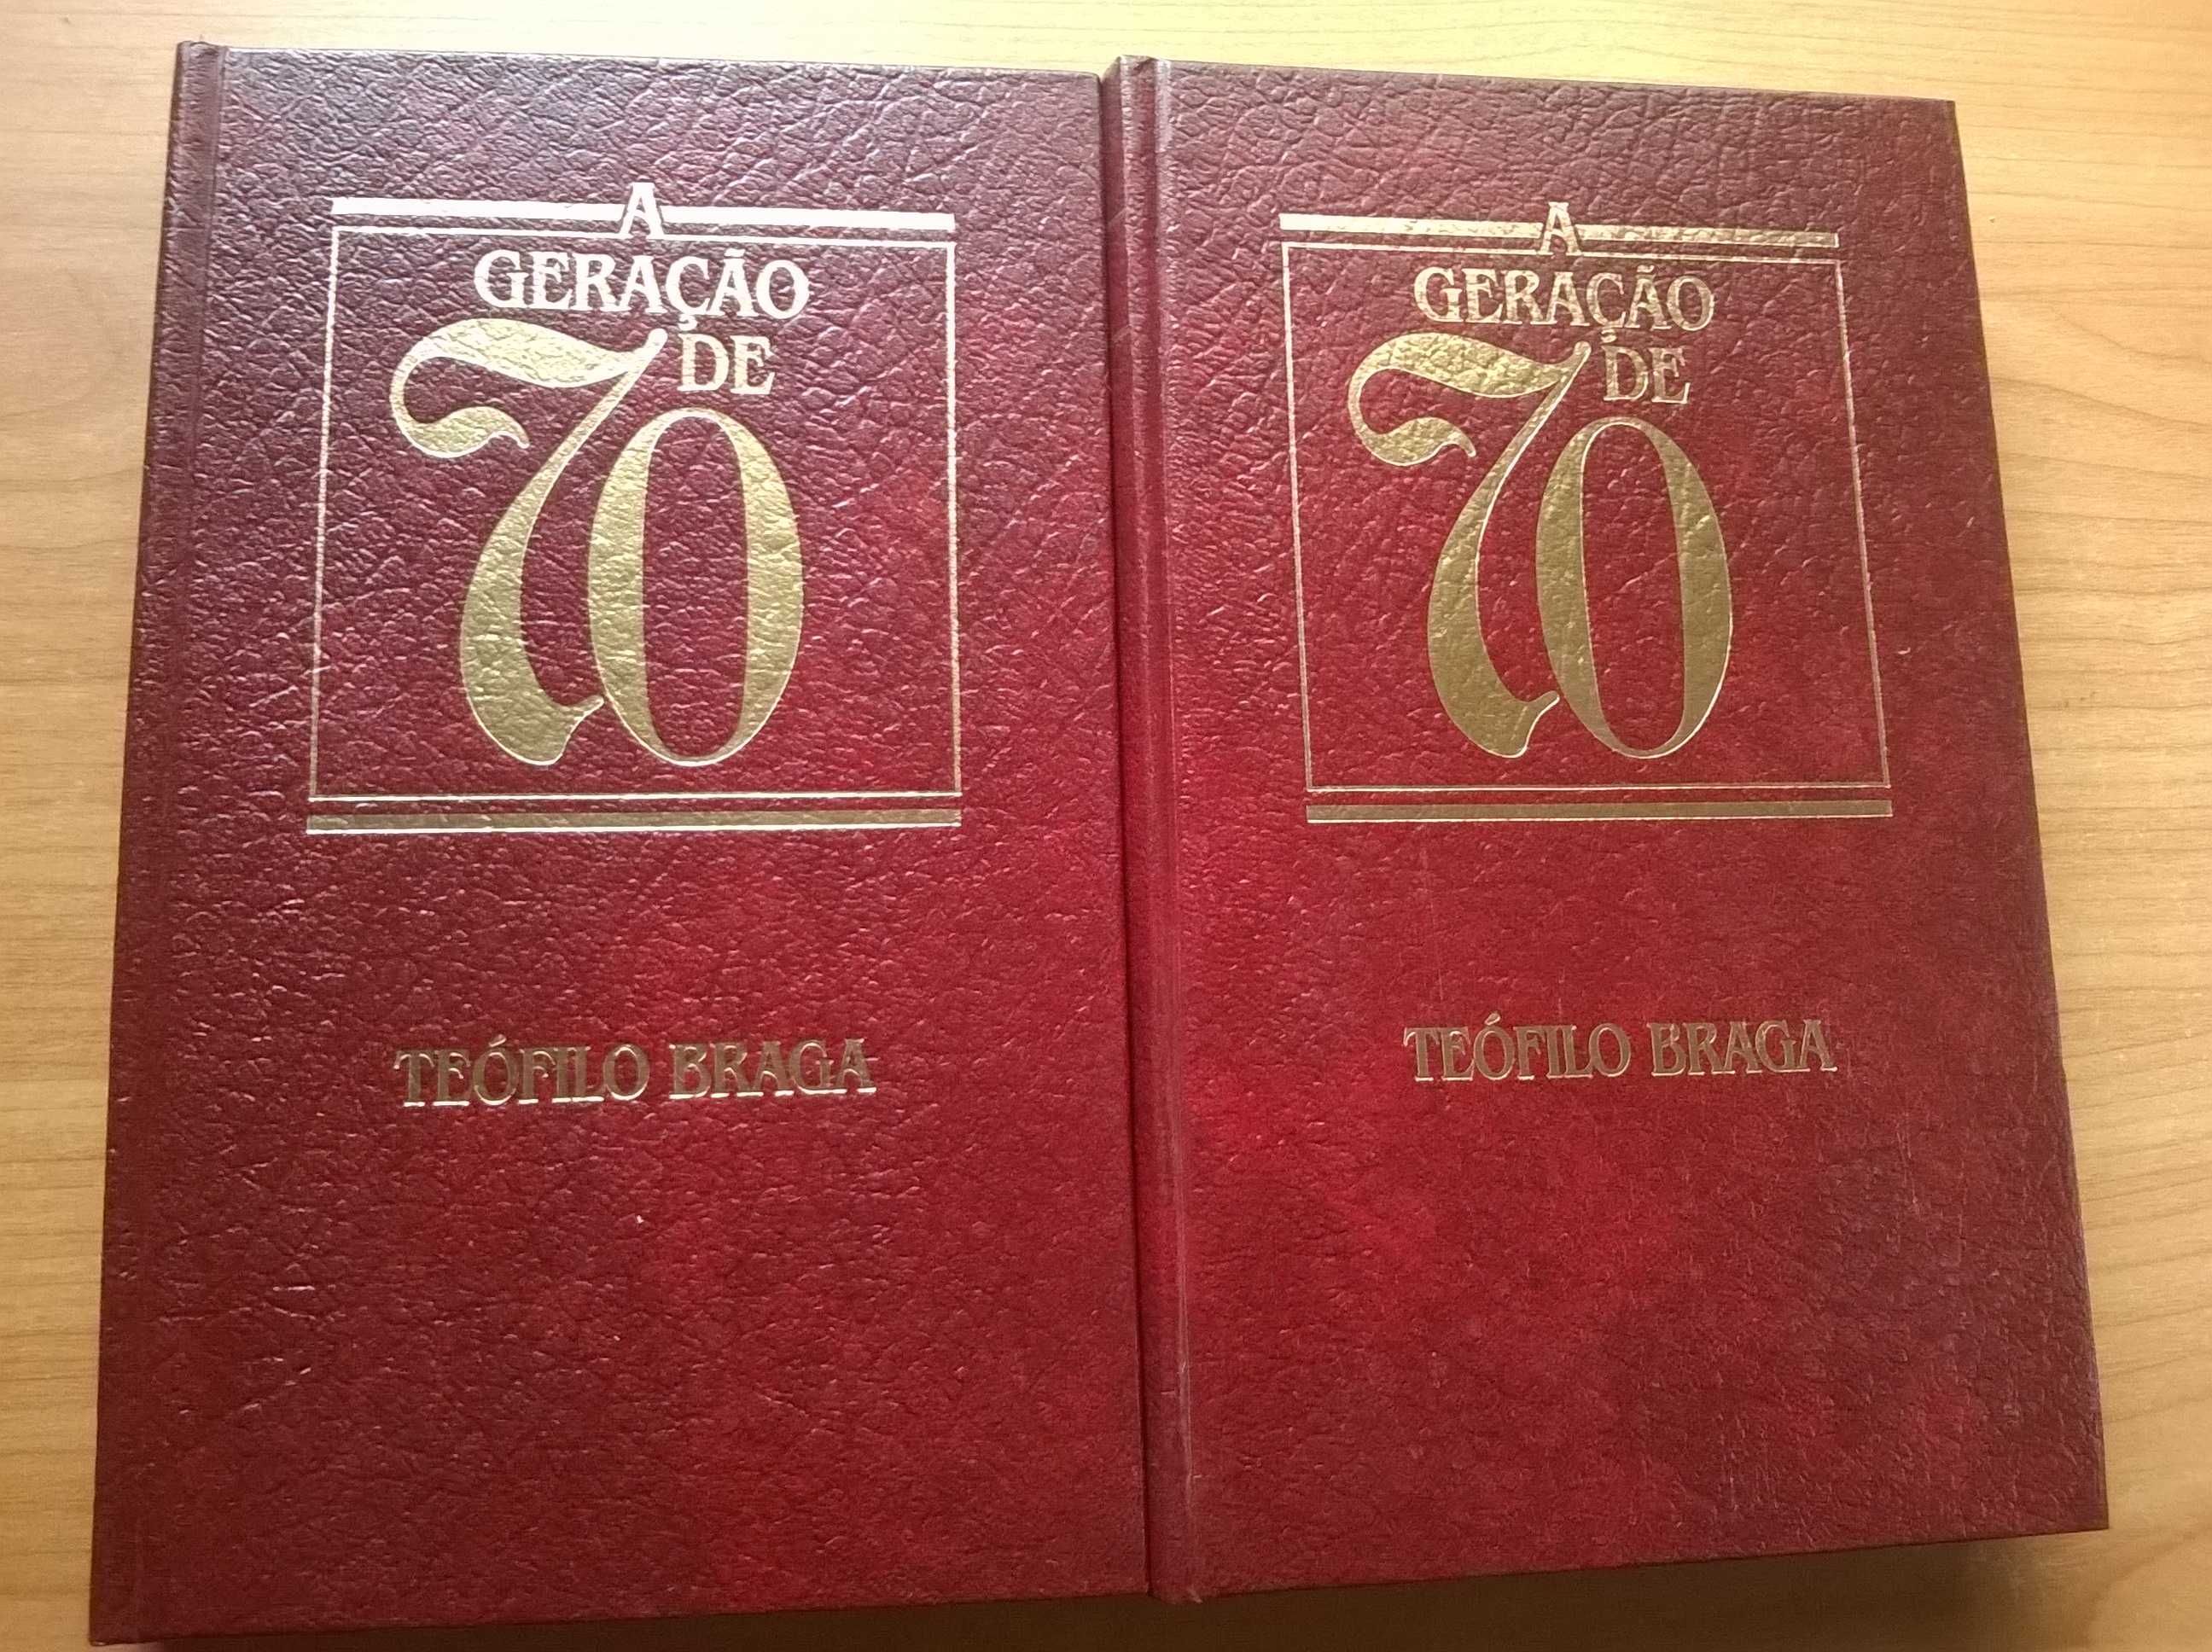 A
GERAÇÃO
DE
70
TEÓFILO BRAGA
A
GERAÇÃO
DE
70
TEÓFILO BRAGA